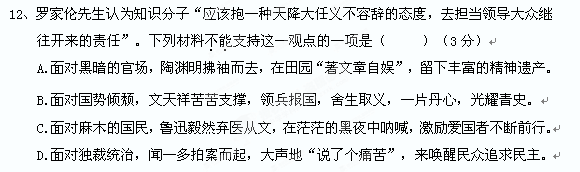 12、罗家伦先生认为知识分子“应该抱一种天降大任义不容辞的态度，去担当领导大众继
往开来的责任”。下列材料不能支持这一观点的一项是（　　）（3分）
A.面对黑暗的官场，陶渊明拂袖而去，在田园“著文章自娱”，留下丰富的精神遗产。
B.面对国势倾颓，文天祥苦苦支撑，领兵报国，舍生取义，一片丹心，光耀青史。
C.面对麻木的国民，鲁迅毅然弃医从文，在茫茫的黑夜中呐喊，激励爱国者不断前行。
D.面对独裁统治，闻一多拍案而起，大声地“说了个痛苦”，来唤醒民众追求民主。